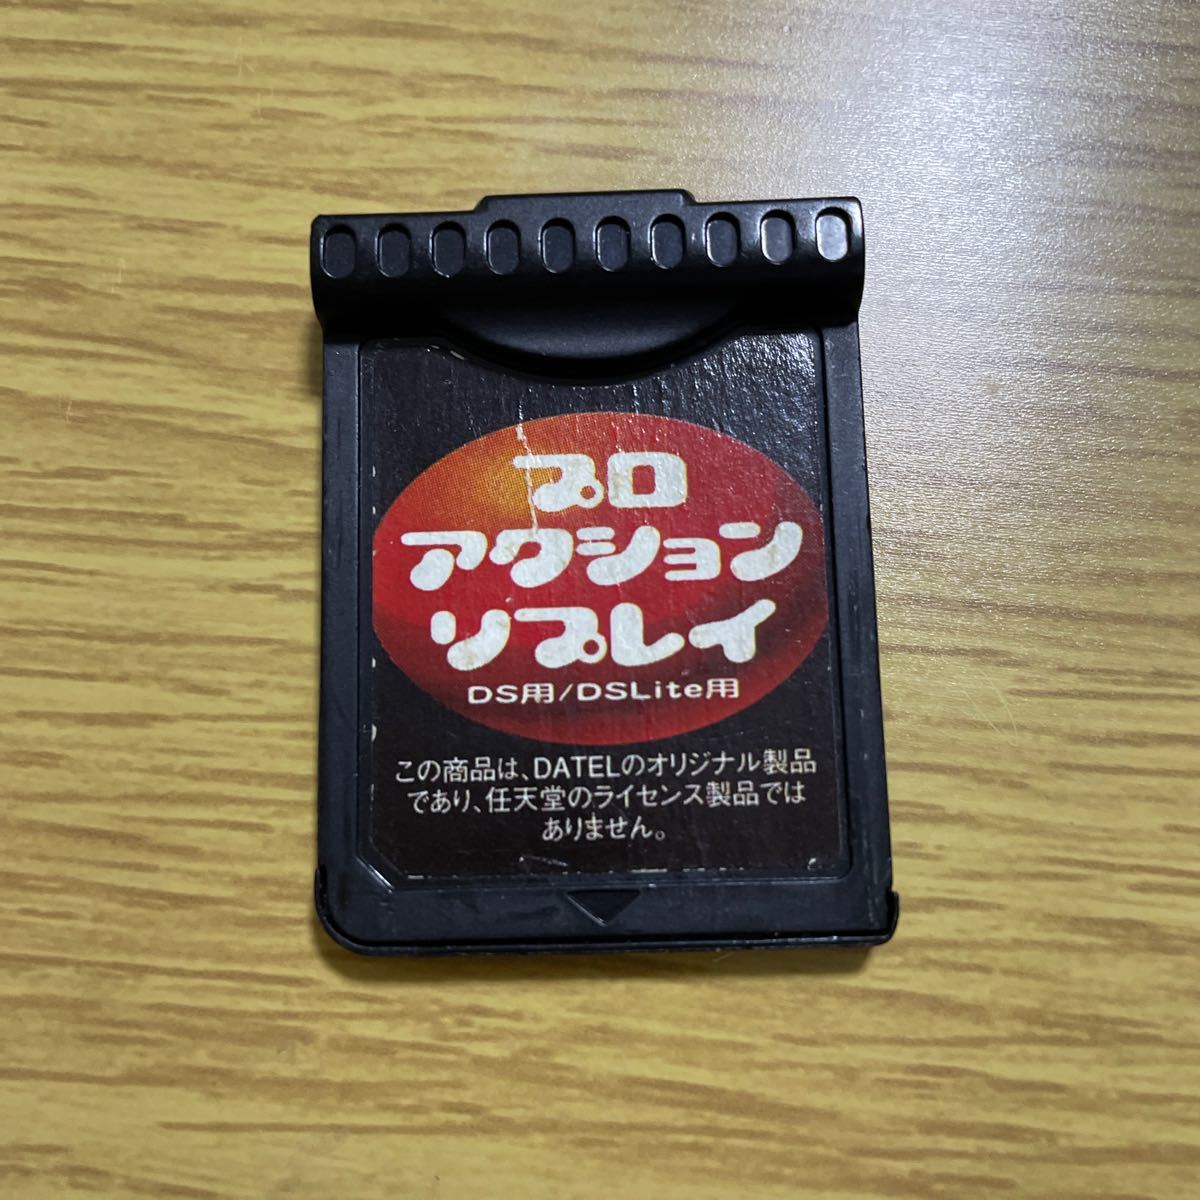 プロ
アクション
リプレイ
DS用/DSLite用
この商品は、DATELのオリジナル製品
であり、任天堂のライセンス製品では
ありません。